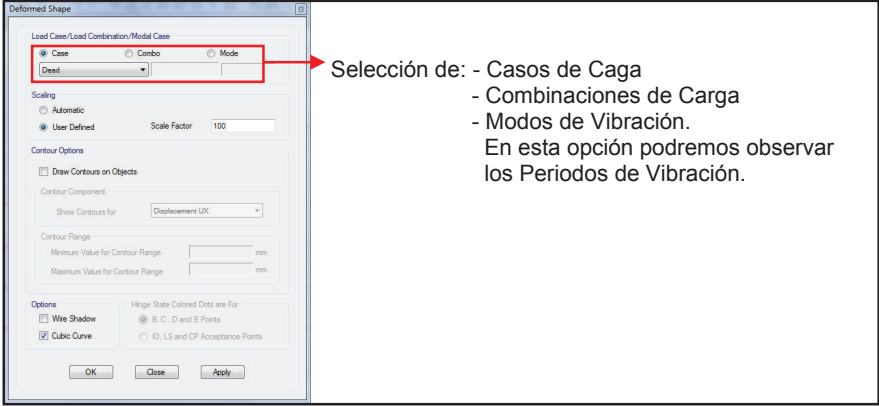 Deformed Shape
Load Case/Load Combination/Modal Case
Case Combo Mode
Dead
Scaling
Automatic
User Defined Scale Factor 100
Contour Options
Draw Contours on Objects
Contour Component
Show Contours for Displacement UX
Contour Range
Minimum Value for Contour Range mm
Maximum Value for Contour Range mm
Options Hinge State Colored Dots are For
Wire Shadow B, C , D and E Points
Cubic Curve IO, LS and CP Acceptance Points
OK Close Apply
Selección de: - Casos de Caga
- Combinaciones de Carga
- Modos de Vibración.
En esta opción podremos observar
los Periodos de Vibración.